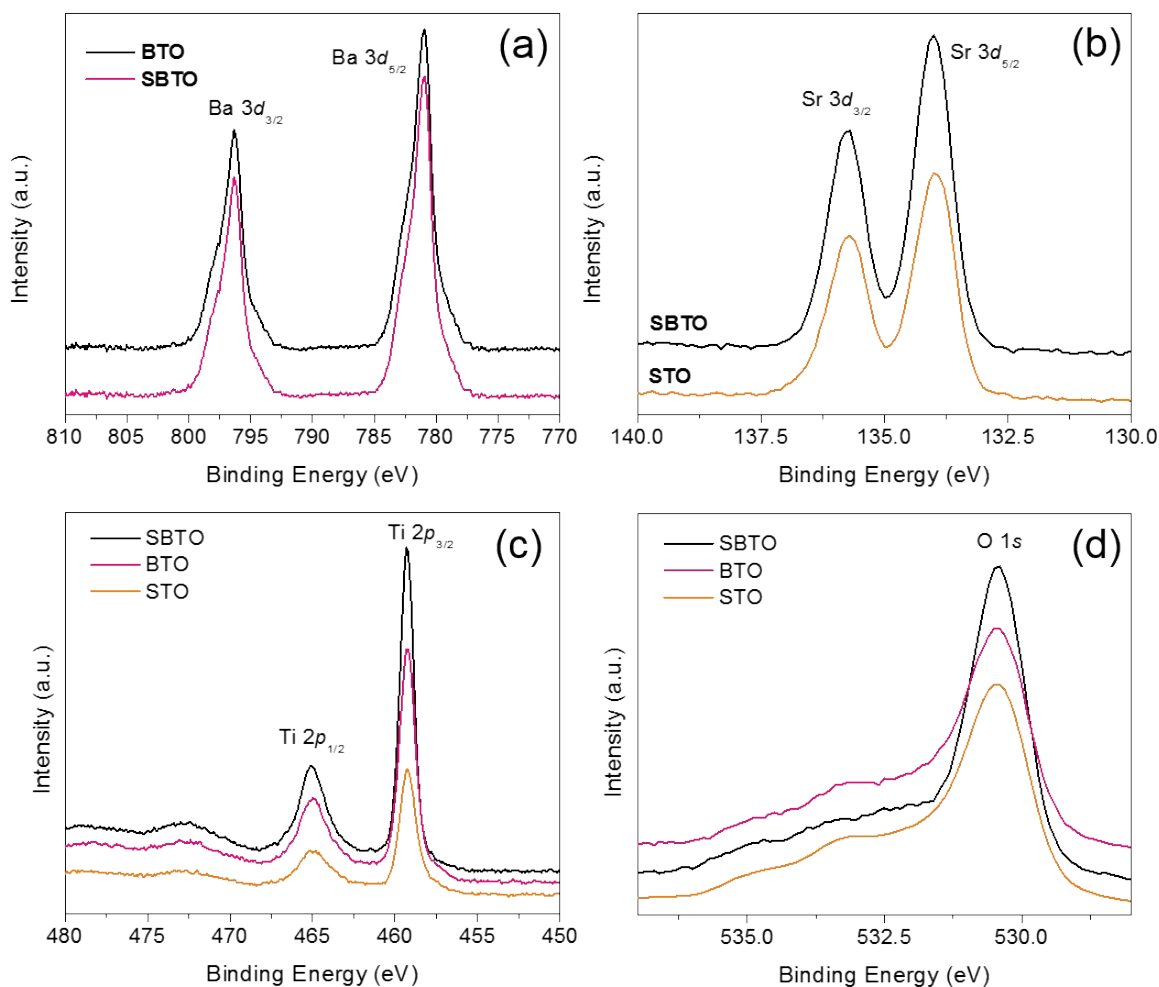 (a)
BTO
SBTO
Ba 3d3/2
Ba 3d5/2
Intensity (a.u.)
810 805 800 795 790 785 780 775 770
Binding Energy (eV)
(b)
Sr 3d5/2
Sr 3d3/2
SBTO
STO
Intensity (a.u.)
140.0 137.5 135.0 132.5 130.0
Binding Energy (eV)
(c)
SBTO
BTO
STO
Ti 2p3/2
Ti 2p1/2
Intensity (a.u.)
480 475 470 465 460 455 450
Binding Energy (eV)
(d)
SBTO
BTO
STO
O 1s
Intensity (a.u.)
535.0 532.5 530.0
Binding Energy (eV)